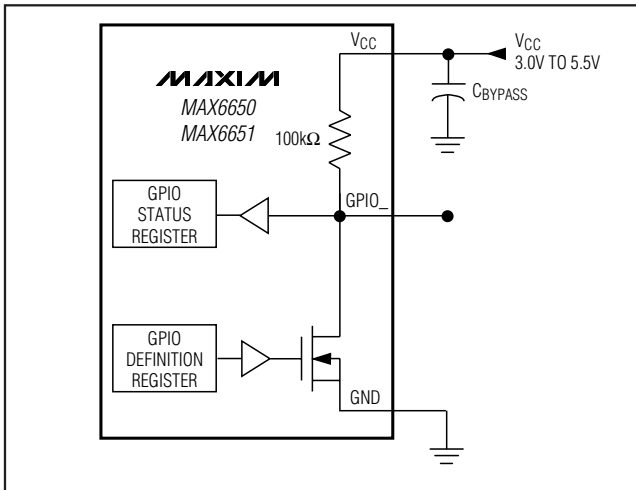 VCC
VCC
3.0V TO 5.5V
CBYPASS
MAXIM
MAX6650
MAX6651
100kΩ
GPIO
STATUS
REGISTER
GPIO_
GPIO
DEFINITION
REGISTER
GND